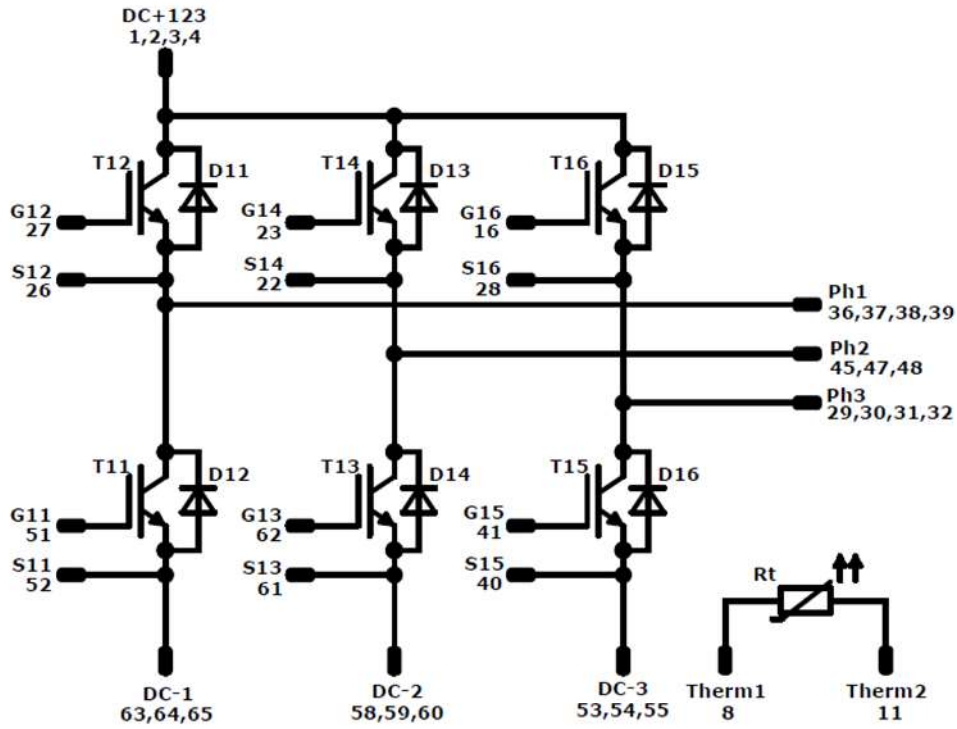 DC+123
1,2,3,4
T12
D11
T14
D13
T16
D15
G12
27
G14
23
G16
16
S12
26
S14
22
S16
28
Ph1
36,37,38,39
Ph2
45,47,48
Ph3
29,30,31,32
T11
D12
T13
D14
T15
D16
G11
51
G13
62
G15
41
S11
52
S13
61
S15
40
Rt
DC-1
63,64,65
DC-2
58,59,60
DC-3
53,54,55
Therm1
8
Therm2
11